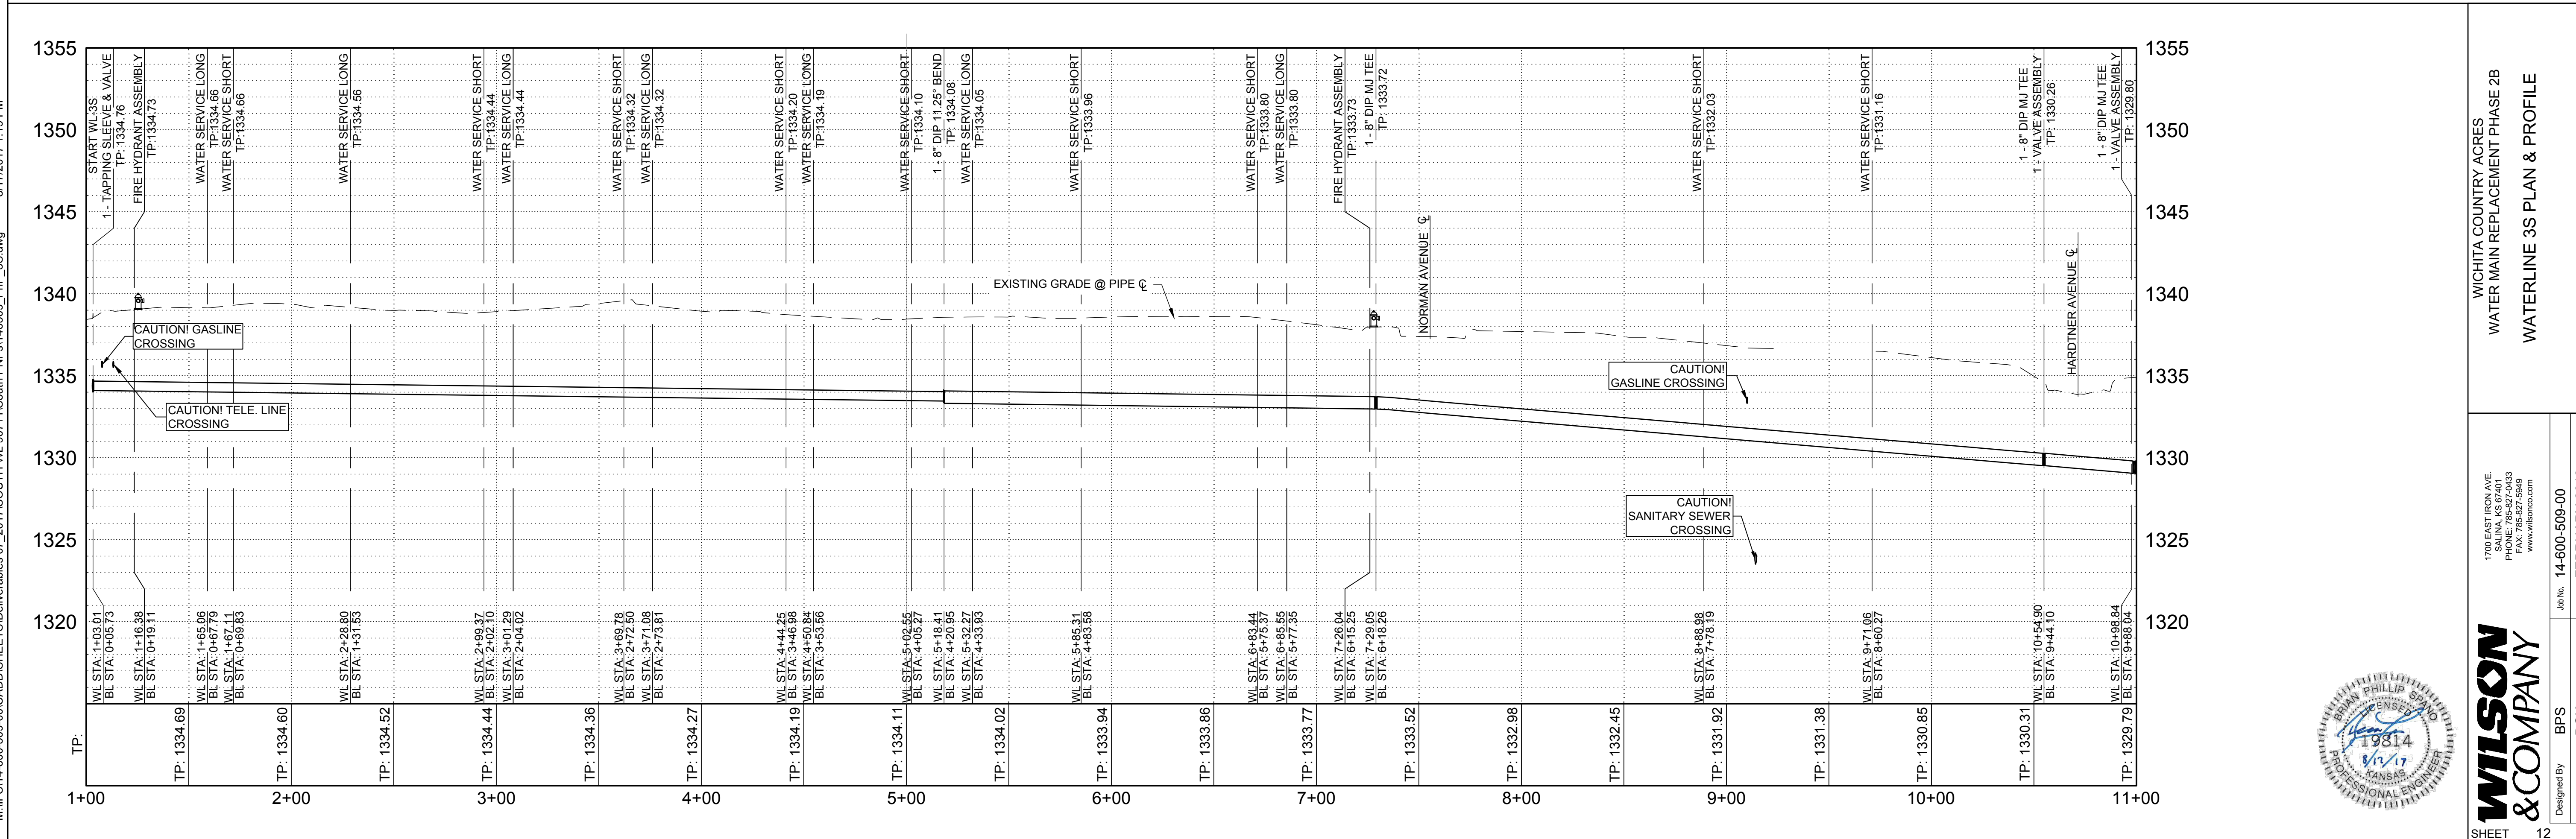 1355
1350
1345
1340
1335
1330
1325
1320
START WL-3S
1 - TAPPING SLEEVE & VALVE
TP: 1334.76
FIRE HYDRANT ASSEMBLY
TP:1334.73
WATER SERVICE LONG
TP:1334.66
WATER SERVICE SHORT
TP:1334.66
WATER SERVICE LONG
TP:1334.56
WATER SERVICE SHORT
TP:1334.44
WATER SERVICE LONG
TP:1334.44
WATER SERVICE SHORT
TP:1334.32
WATER SERVICE LONG
TP:1334.32
WATER SERVICE SHORT
TP:1334.20
WATER SERVICE LONG
TP:1334.19
WATER SERVICE SHORT
TP:1334.10
1 - 8" DIP 11.25° BEND
TP: 1334.08
WATER SERVICE LONG
TP:1334.05
WATER SERVICE SHORT
TP:1333.96
WATER SERVICE SHORT
TP:1333.80
WATER SERVICE LONG
TP:1333.80
FIRE HYDRANT ASSEMBLY
TP:1333.73
1 - 8" DIP MJ TEE
TP: 1333.72
WATER SERVICE SHORT
TP:1332.03
WATER SERVICE SHORT
TP:1331.16
1 - 8" DIP MJ TEE
1 - VALVE ASSEMBLY
TP: 1330.26
1 - 8" DIP MJ TEE
1 - VALVE ASSEMBLY
TP: 1329.80
1355
1350
1345
1340
1335
1330
1325
1320
EXISTING GRADE @ PIPE ℄
NORMAN AVENUE ℄
HARDTNER AVENUE ℄
CAUTION! GASLINE
CROSSING
CAUTION! TELE. LINE
CROSSING
CAUTION!
GASLINE CROSSING
CAUTION!
SANITARY SEWER
CROSSING
WL STA: 1+03.01
BL STA: 0+05.73
WL STA: 1+16.38
BL STA: 0+19.11
WL STA: 1+65.06
BL STA: 0+67.79
WL STA: 1+67.11
BL STA: 0+69.83
WL STA: 2+28.80
BL STA: 1+31.53
WL STA: 2+99.37
BL STA: 2+02.10
WL STA: 3+01.29
BL STA: 2+04.02
WL STA: 3+69.78
BL STA: 2+72.50
WL STA: 3+71.08
BL STA: 2+73.81
WL STA: 4+44.25
BL STA: 3+46.98
WL STA: 4+50.84
BL STA: 3+53.56
WL STA: 5+02.55
BL STA: 4+05.27
WL STA: 5+18.41
BL STA: 4+20.95
WL STA: 5+32.27
BL STA: 4+33.93
WL STA: 5+85.31
BL STA: 4+83.58
WL STA: 6+83.44
BL STA: 5+75.37
WL STA: 6+85.55
BL STA: 5+77.35
WL STA: 7+26.04
BL STA: 6+15.25
WL STA: 7+29.05
BL STA: 6+18.26
WL STA: 8+88.98
BL STA: 7+78.19
WL STA: 9+71.06
BL STA: 8+60.27
WL STA: 10+54.90
BL STA: 9+44.10
WL STA: 10+98.84
BL STA: 9+88.04
TP:
TP: 1334.69
TP: 1334.60
TP: 1334.52
TP: 1334.44
TP: 1334.36
TP: 1334.27
TP: 1334.19
TP: 1334.11
TP: 1334.02
TP: 1333.94
TP: 1333.86
TP: 1333.77
TP: 1333.52
TP: 1332.98
TP: 1332.45
TP: 1331.92
TP: 1331.38
TP: 1330.85
TP: 1330.31
TP: 1329.79
1+00
2+00
3+00
4+00
5+00
6+00
7+00
8+00
9+00
10+00
11+00
BRIAN PHILLIP SPANO
LICENSED
19814
8/17/17
KANSAS
PROFESSIONAL ENGINEER
WICHITA COUNTRY ACRES
WATER MAIN REPLACEMENT PHASE 2B
WATERLINE 3S PLAN & PROFILE
1700 EAST IRON AVE.
SALINA, KS 67401
PHONE: 785-827-0433
FAX: 785-827-5949
www.wilsonco.com
WILSON
&COMPANY
Job No. 14-600-509-00
Designed By BPS
SHEET 12